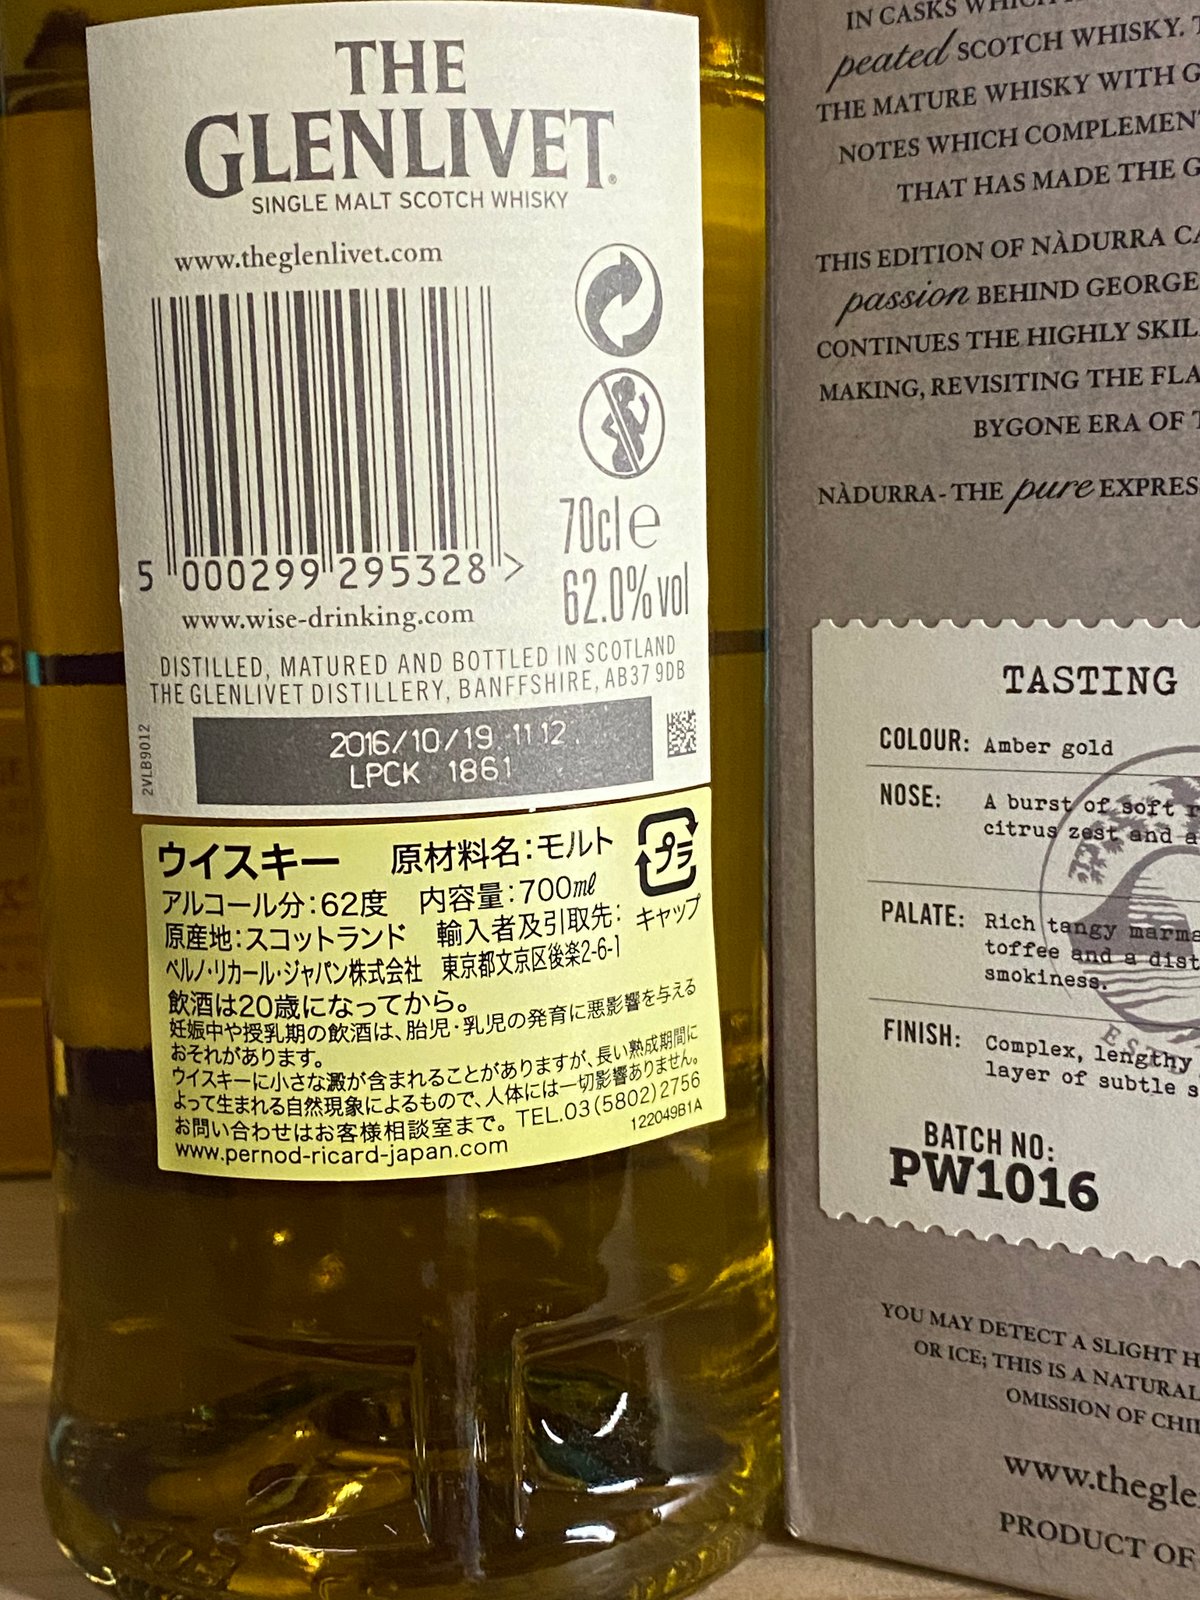 THE
GLENLIVET®
SINGLE MALT SCOTCH WHISKY
www.theglenlivet.com
5 000299 295328 >
70cl e
62.0% vol
www.wise-drinking.com
DISTILLED, MATURED AND BOTTLED IN SCOTLAND
THE GLENLIVET DISTILLERY, BANFFSHIRE, AB37 9DB
2VLB9012
2016/10/19 11 12
LPCK 1861
ウイスキー 原材料名:モルト
プラ
アルコール分:62度 内容量:700㎖
原産地:スコットランド 輸入者及引取先: キャップ
ペルノ・リカール・ジャパン株式会社 東京都文京区後楽2-6-1
飲酒は20歳になってから。
妊娠中や授乳期の飲酒は、胎児・乳児の発育に悪影響を与える
おそれがあります。
ウイスキーに小さな澱が含まれることがありますが、長い熟成期間に
よって生まれる自然現象によるもので、人体には一切影響ありません。
お問い合わせはお客様相談室まで。TEL.03(5802)2756
www.pernod-ricard-japan.com 122049B1A
IN CASKS
peated SCOTCH WHISKY.
THE MATURE WHISKY WITH
NOTES WHICH COMPLEMENT
THAT HAS MADE THE
THIS EDITION OF NÀDURRA
passion BEHIND GEORGE
CONTINUES THE HIGHLY
MAKING, REVISITING THE
BYGONE ERA OF
NÀDURRA - THE pure
TASTING
COLOUR: Amber gold
NOSE: A burst of soft
citrus zest and a
PALATE: Rich tangy
toffee and a
smokiness.
FINISH: Complex, lengthy
layer of subtle
BATCH NO:
PW1016
YOU MAY DETECT A SLIGHT
OR ICE; THIS IS A NATURAL
OMISSION OF
www.thegle
PRODUCT OF